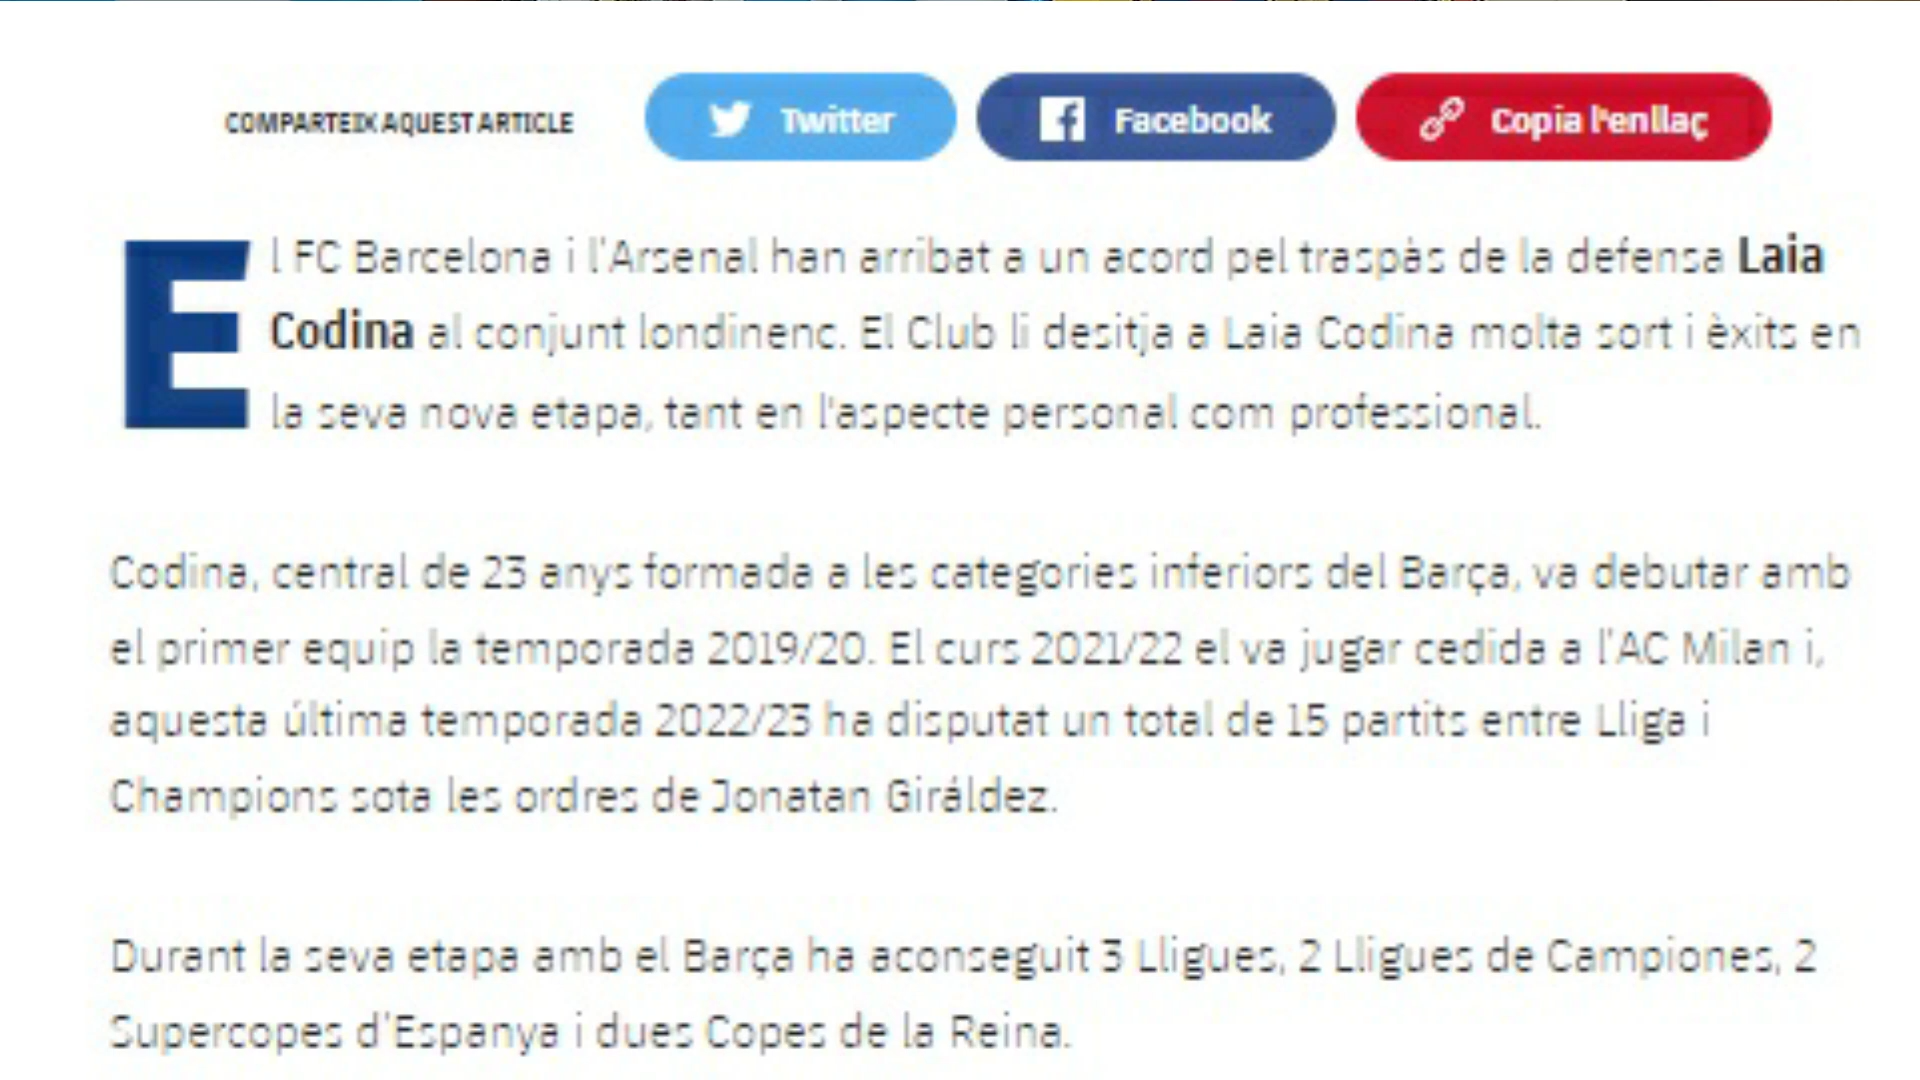 COMPARTEIX AQUEST ARTICLE Twitter Facebook Copia l'enllaç
El FC Barcelona i l'Arsenal han arribat a un acord pel traspàs de la defensa Laia
Codina al conjunt londinenc. El Club li desitja a Laia Codina molta sort i èxits en
la seva nova etapa, tant en l'aspecte personal com professional.
Codina, central de 23 anys formada a les categories inferiors del Barça, va debutar amb
el primer equip la temporada 2019/20. El curs 2021/22 el va jugar cedida a l'AC Milan i,
aquesta última temporada 2022/23 ha disputat un total de 15 partits entre Lliga i
Champions sota les ordres de Jonatan Giráldez.
Durant la seva etapa amb el Barça ha aconseguit 3 Lligues, 2 Lligues de Campiones, 2
Supercopes d'Espanya i dues Copes de la Reina.